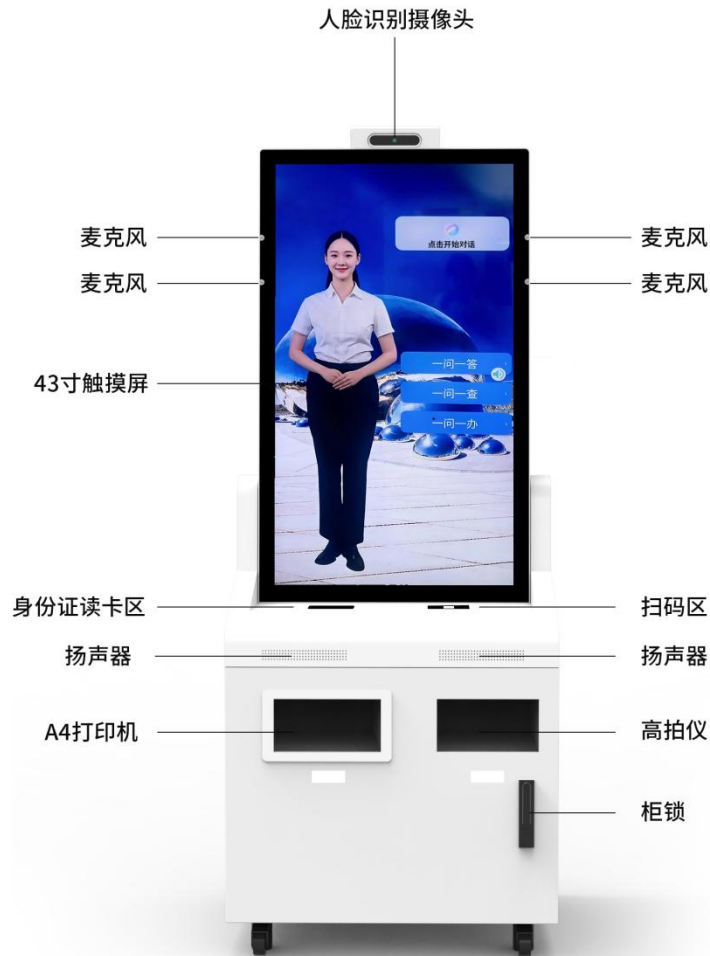 人脸识别摄像头
麦克风
麦克风
点击开始对话
麦克风
麦克风
43寸触摸屏
一问一答
一问一查
一问一办
身份证读卡区
扫码区
扬声器
扬声器
A4打印机
高拍仪
柜锁